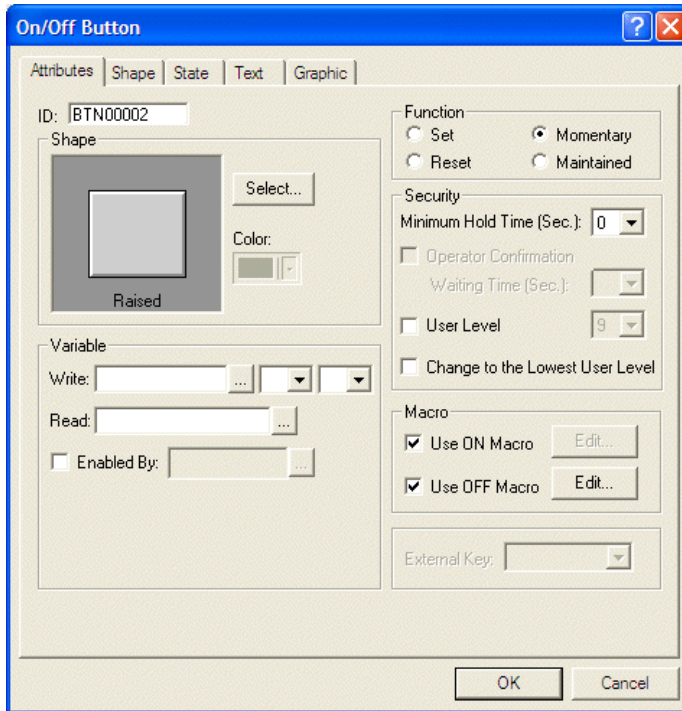 On/Off Button
Attributes Shape State Text Graphic
ID: BTN00002
Shape
Select...
Color:
Raised
Variable
Write: ...
Read: ...
Enabled By: ...
Function
Set Momentary
Reset Maintained
Security
Minimum Hold Time (Sec.): 0
Operator Confirmation
Waiting Time (Sec.):
User Level 9
Change to the Lowest User Level
Macro
Use ON Macro Edit...
Use OFF Macro Edit...
External Key:
OK Cancel